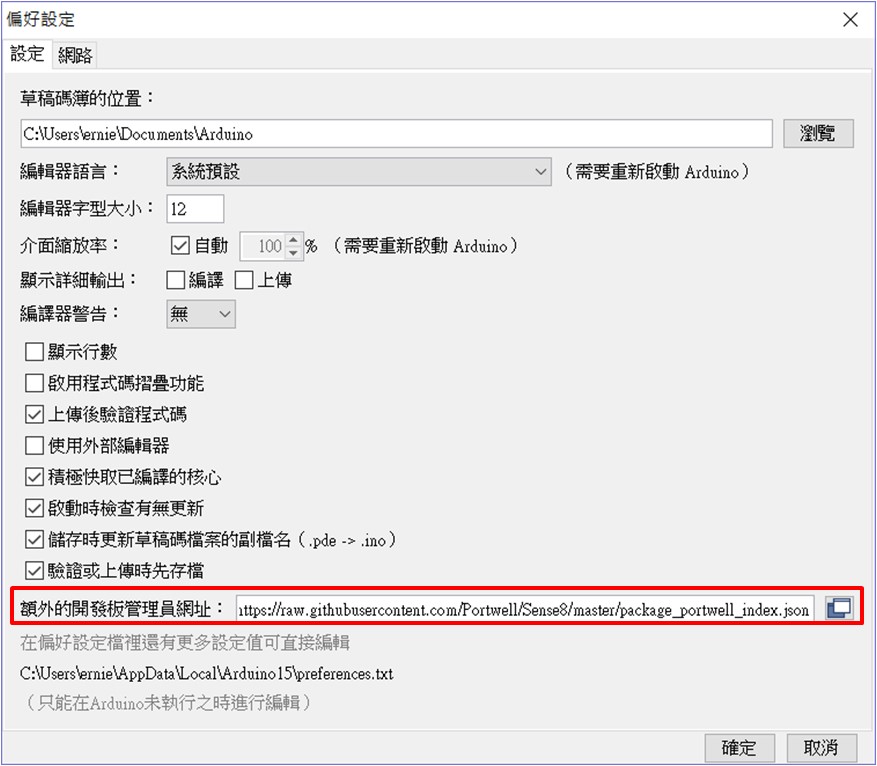 偏好設定
設定 網路
草稿碼簿的位置：
C:\Users\ernie\Documents\Arduino 瀏覽
編輯器語言： 系統預設 （需要重新啟動 Arduino）
編輯器字型大小： 12
介面縮放率： 自動 100 % （需要重新啟動 Arduino）
顯示詳細輸出： 編譯 上傳
編譯器警告： 無
顯示行數
啟用程式碼摺疊功能
上傳後驗證程式碼
使用外部編輯器
積極快取已編譯的核心
啟動時檢查有無更新
儲存時更新草稿碼檔案的副檔名（.pde -> .ino）
驗證或上傳時先存檔
額外的開發板管理員網址： ttps://raw.githubusercontent.com/Portwell/Sense8/master/package_portwell_index.json
在偏好設定檔裡還有更多設定值可直接編輯
C:\Users\ernie\AppData\Local\Arduino15\preferences.txt
（只能在Arduino未執行之時進行編輯）
確定 取消